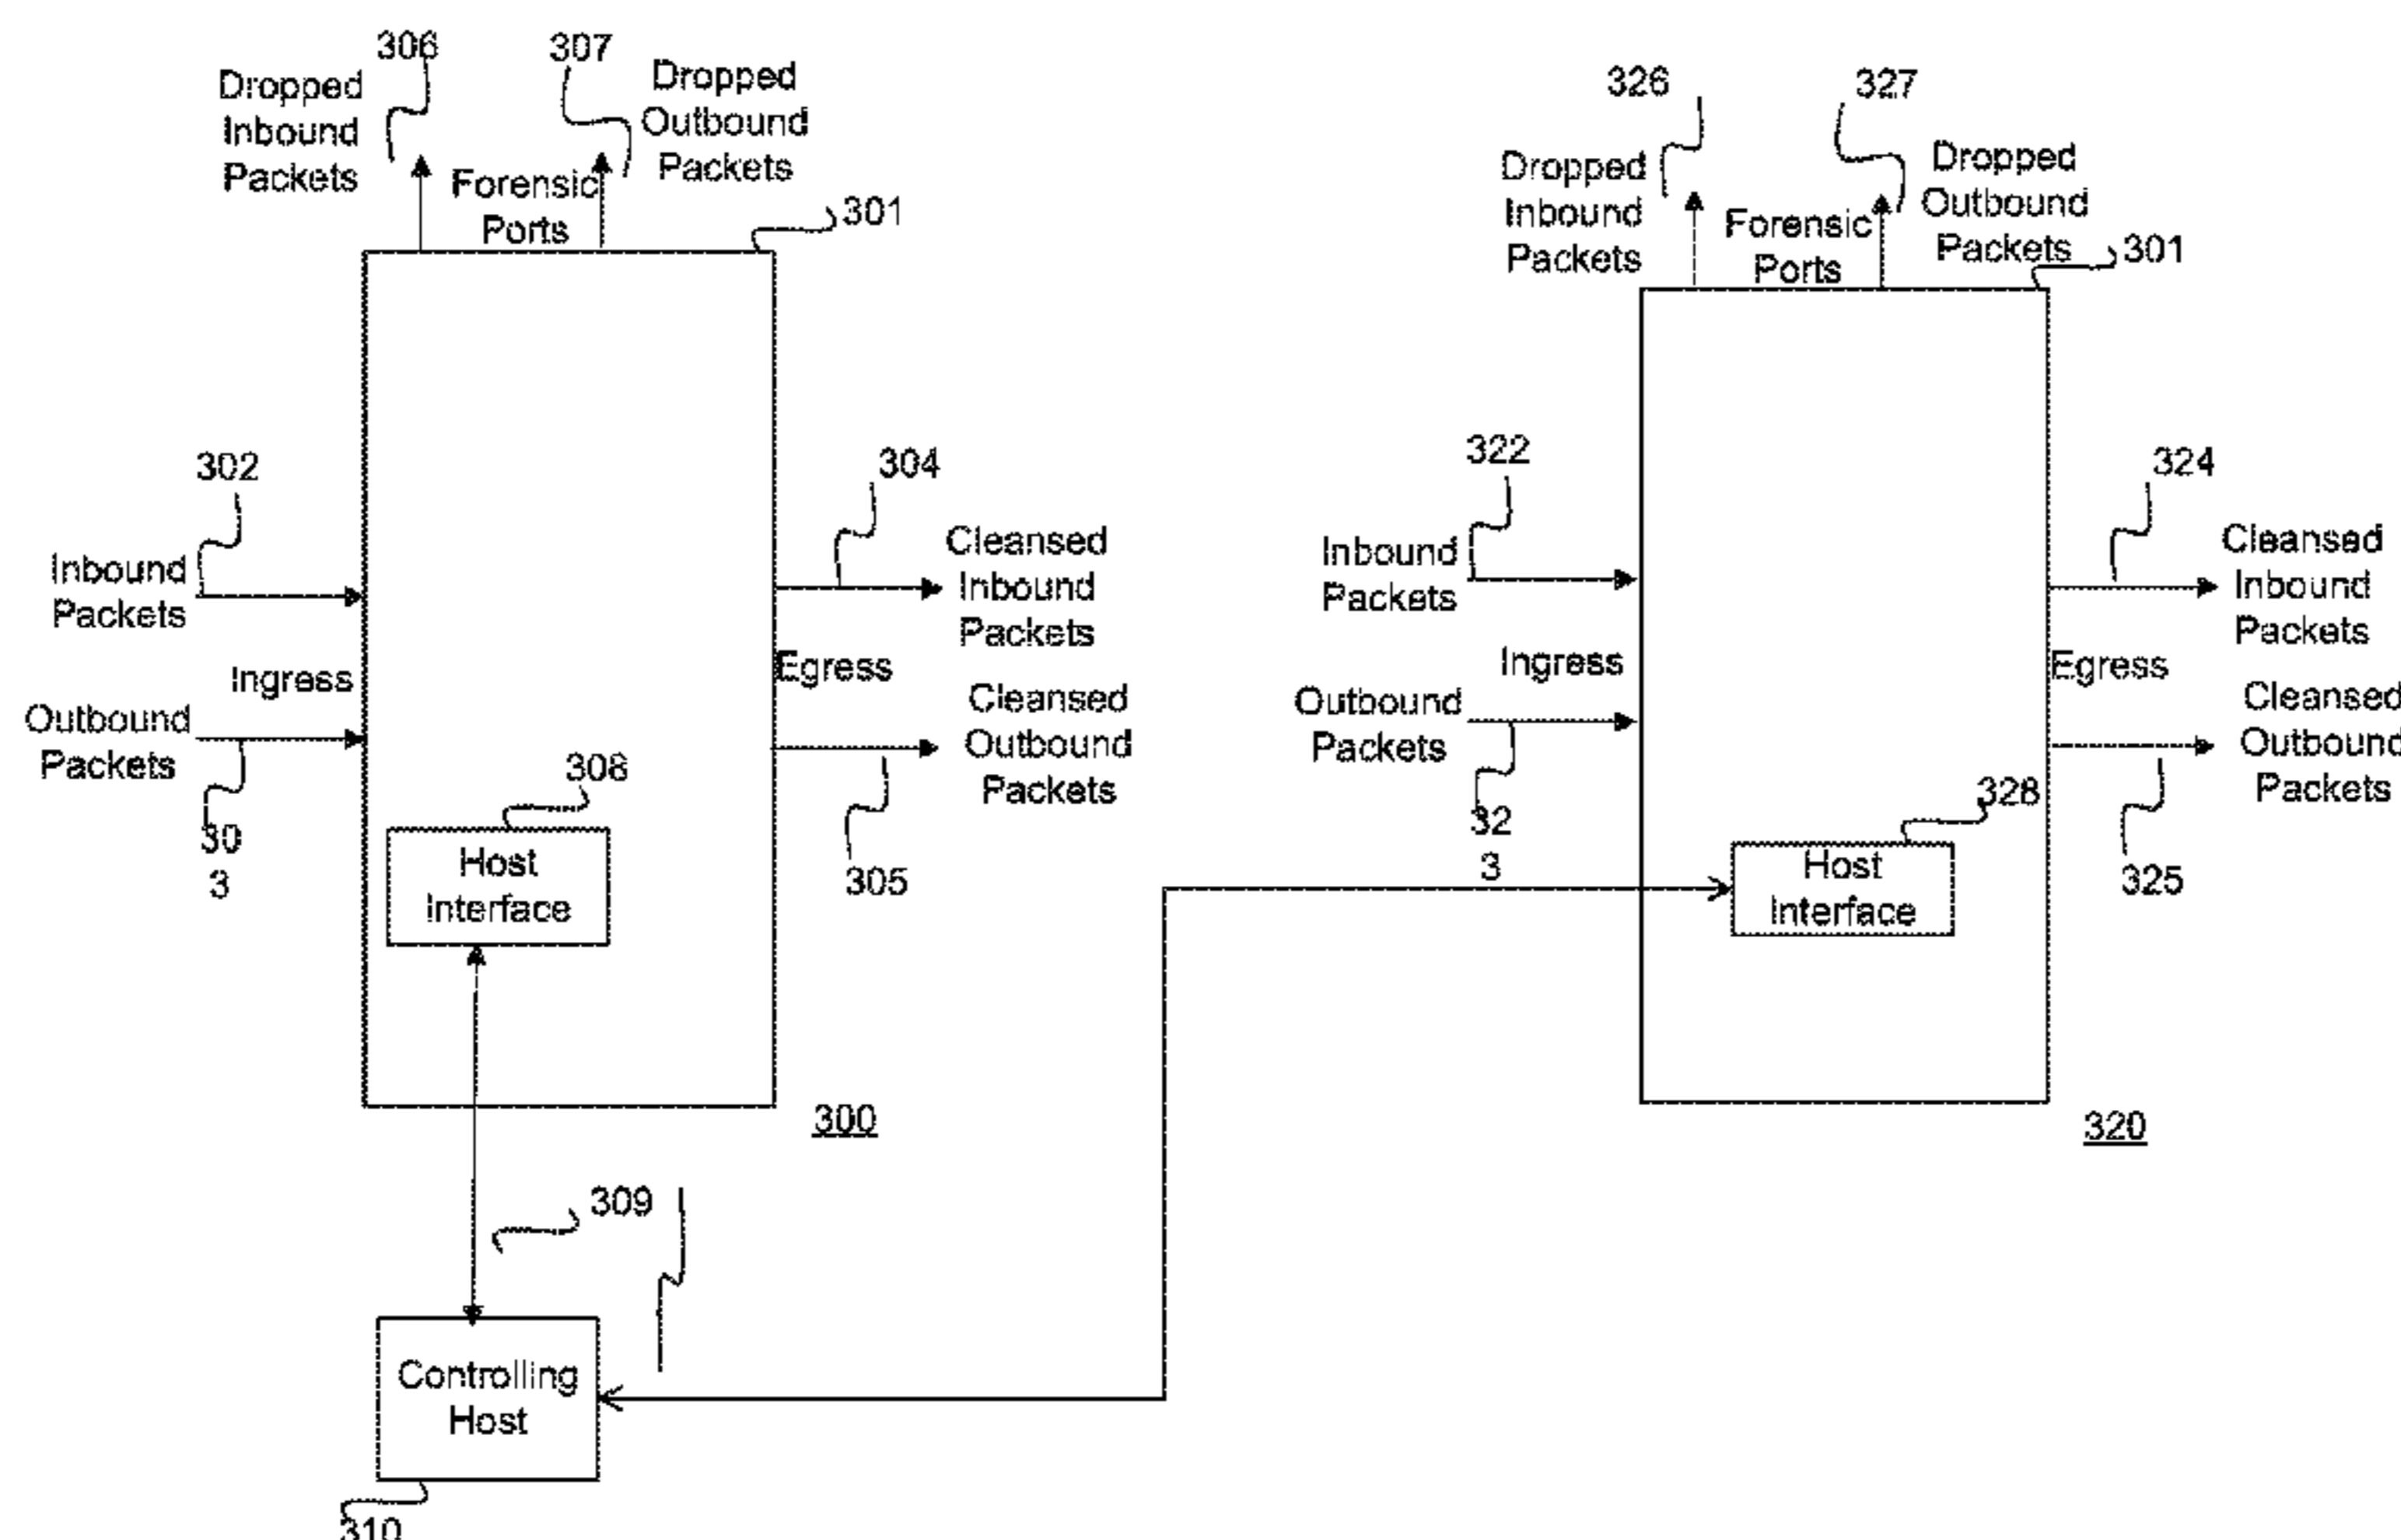 306
307
Dropped
Inbound
Packets
Dropped
Outbound
Packets
Forensic
Ports
301
302
Inbound
Packets
Ingress
Outbound
Packets
30
3
304
Cleansed
Inbound
Packets
Egress
Cleansed
Outbound
Packets
305
308
Host
Interface
300
309
Controlling
Host
310
326
327
Dropped
Inbound
Packets
Dropped
Outbound
Packets
Forensic
Ports
301
322
Inbound
Packets
Ingress
Outbound
Packets
32
3
324
Cleansed
Inbound
Packets
Egress
Cleansed
Outbound
Packets
325
328
Host
Interface
320